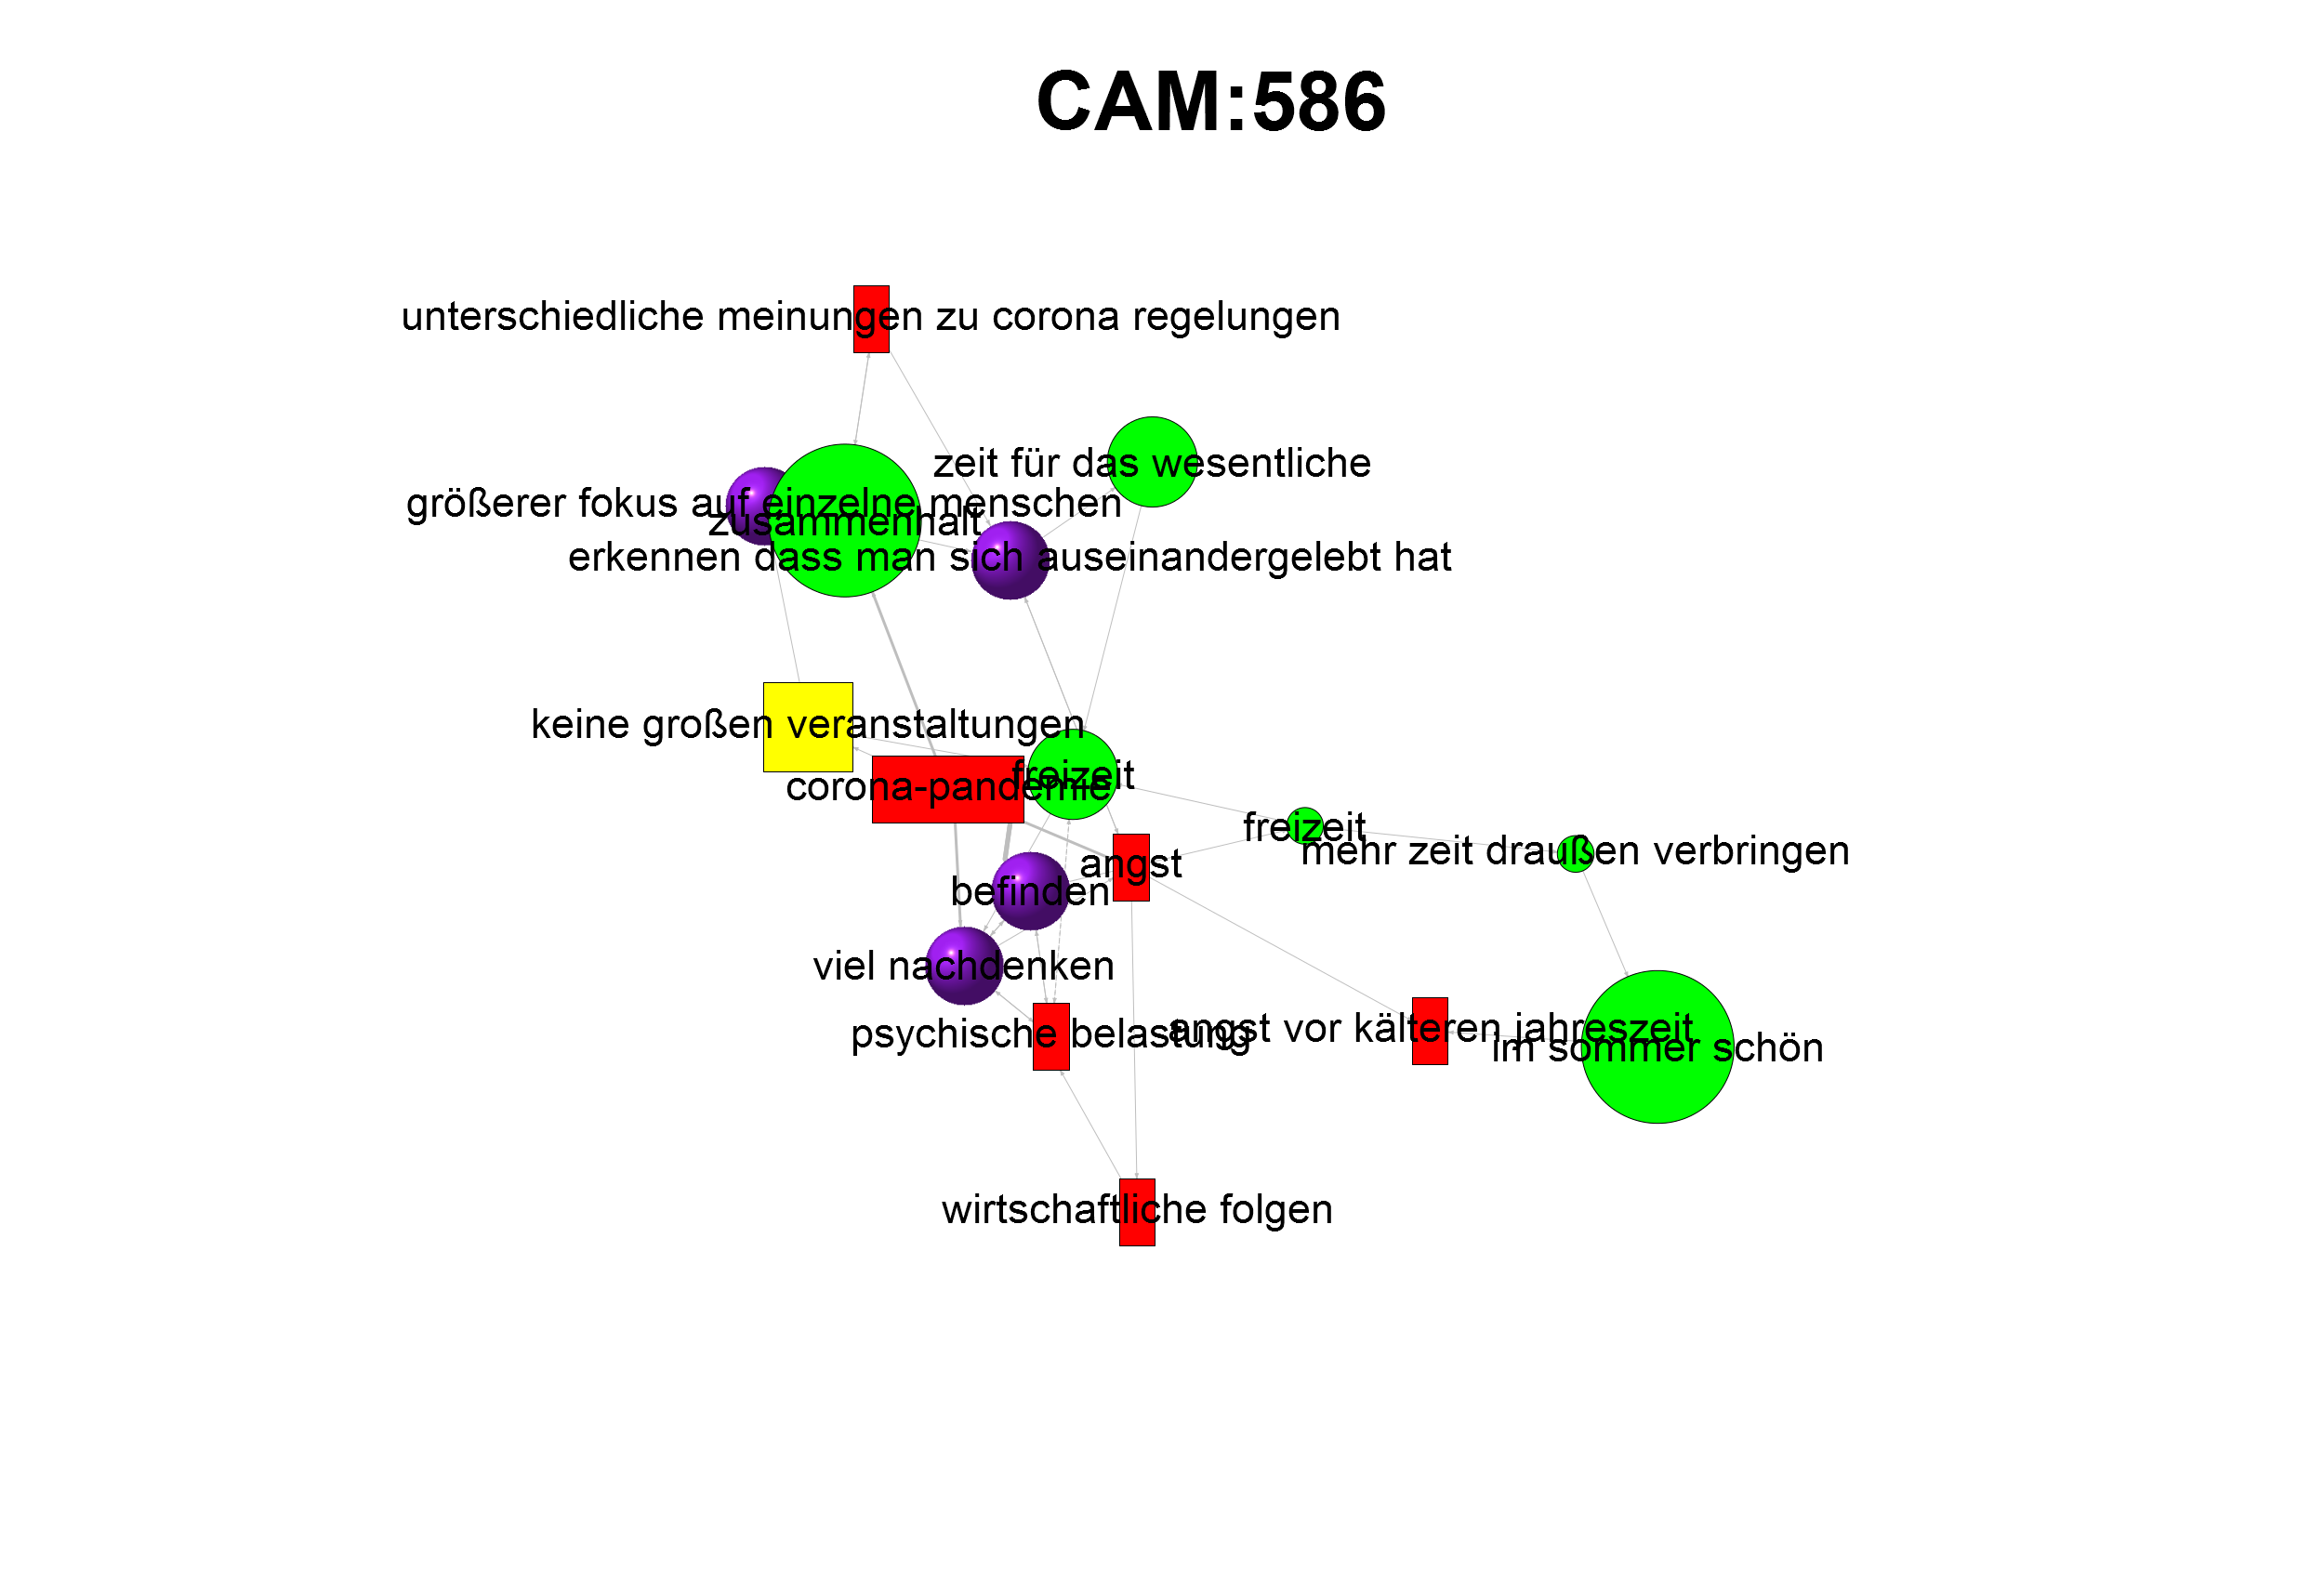 CAM:586
unterschiedliche meinungen zu corona regelungen
zeit für das wesentliche
größerer fokus auf einzelne menschen
zusammenhalt
erkennen dass man sich auseinandergelebt hat
keine großen veranstaltungen
freizeit
corona-pandemie
freizeit
mehr zeit draußen verbringen
angst
befinden
viel nachdenken
psychische belastung
angst vor kälteren jahreszeit
im sommer schön
wirtschaftliche folgen